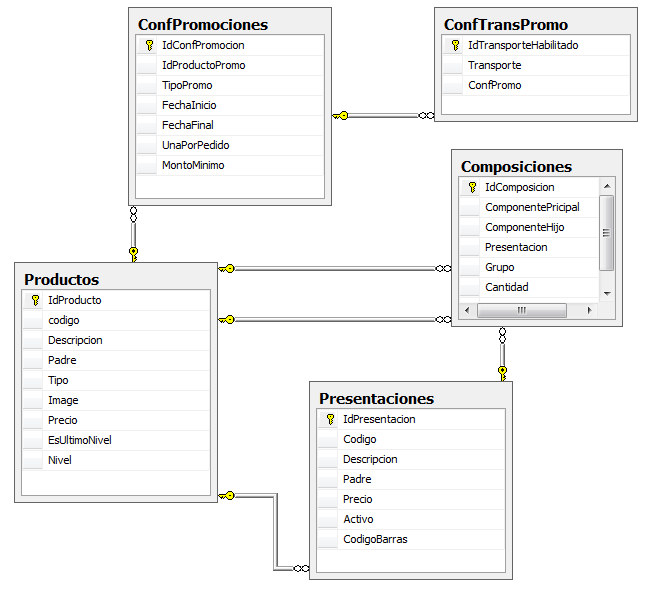 ConfPromociones
IdConfPromocion
IdProductoPromo
TipoPromo
FechaInicio
FechaFinal
UnaPorPedido
MontoMinimo
ConfTransPromo
IdTransporteHabilitado
Transporte
ConfPromo
Composiciones
IdComposicion
ComponentePricipal
ComponenteHijo
Presentacion
Grupo
Cantidad
Productos
IdProducto
codigo
Descripcion
Padre
Tipo
Image
Precio
EsUltimoNivel
Nivel
Presentaciones
IdPresentacion
Codigo
Descripcion
Padre
Precio
Activo
CodigoBarras